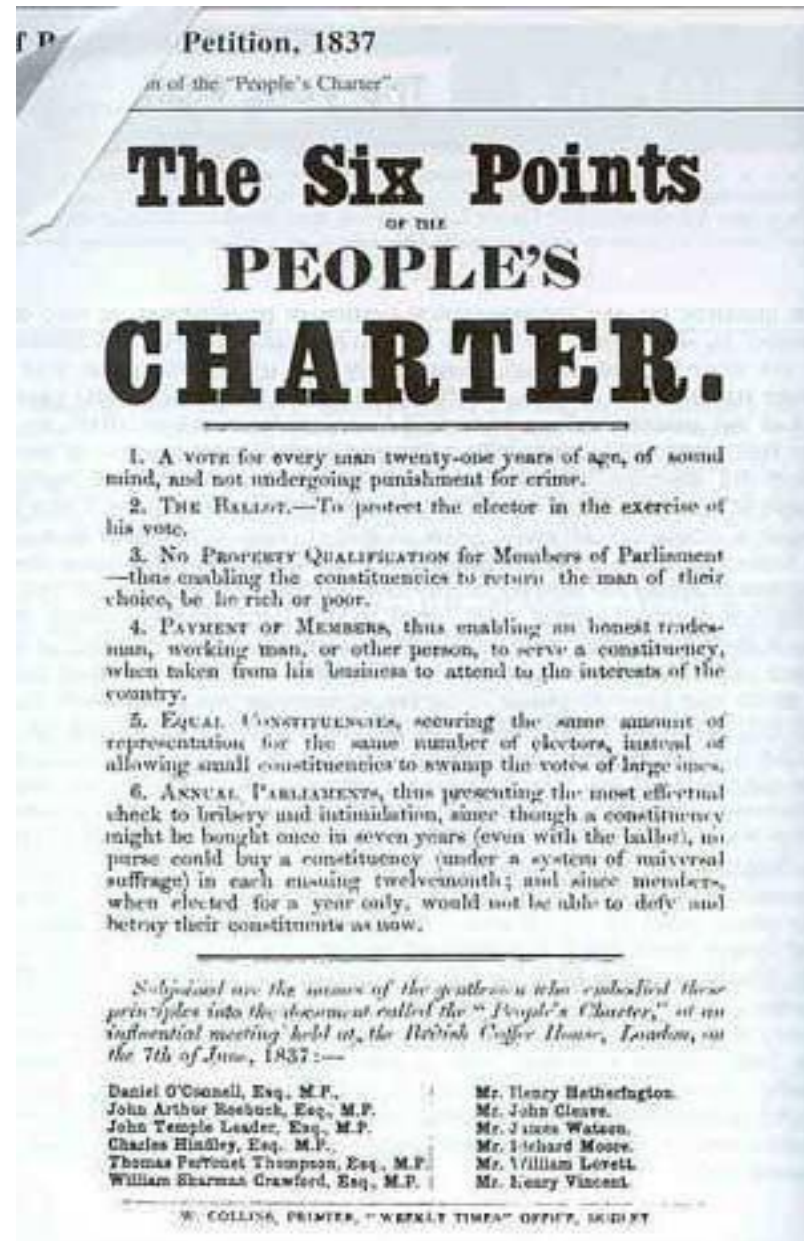 Petition, 1837
of the "People's Charter".
The Six Points
OF THE
PEOPLE'S
CHARTER.
1. A VOTE for every man twenty-one years of age, of sound
mind, and not undergoing punishment for crime.
2. THE BALLOT.—To protect the elector in the exercise of
his vote.
3. NO PROPERTY QUALIFICATION for Members of Parliament
—thus enabling the constituencies to return the man of their
choice, be he rich or poor.
4. PAYMENT OF MEMBERS, thus enabling an honest trades-
man, working man, or other person, to serve a constituency,
when taken from his business to attend to the interests of the
country.
5. EQUAL CONSTITUENCIES, securing the same amount of
representation for the same number of electors, instead of
allowing small constituencies to swamp the votes of large ones.
6. ANNUAL PARLIAMENTS, thus presenting the most effectual
check to bribery and intimidation, since though a constituency
might be bought once in seven years (even with the ballot), no
purse could buy a constituency (under a system of universal
suffrage) in each ensuing twelvemonth; and since members,
when elected for a year only, would not be able to defy and
betray their constituents as now.
Subjoined are the names of the gentlemen who embodied these
principles into the document called the "People's Charter," at an
influential meeting held at the British Coffee House, London, on
the 7th of June, 1837:—
Daniel O'Connell, Esq., M.P.,
John Arthur Roebuck, Esq., M.P.
John Temple Leader, Esq., M.P.
Charles Hindley, Esq. M.P.,
Thomas Perronet Thompson, Esq., M.P.
William Sharman Crawford, Esq., M.P.
Mr. Henry Hetherington.
Mr. John Cleave.
Mr. James Watson.
Mr. Richard Moore.
Mr. William Lovett.
Mr. Henry Vincent.
W. COLLINS, PRINTER, "WEEKLY TIMES" OFFICE, DUDLEY